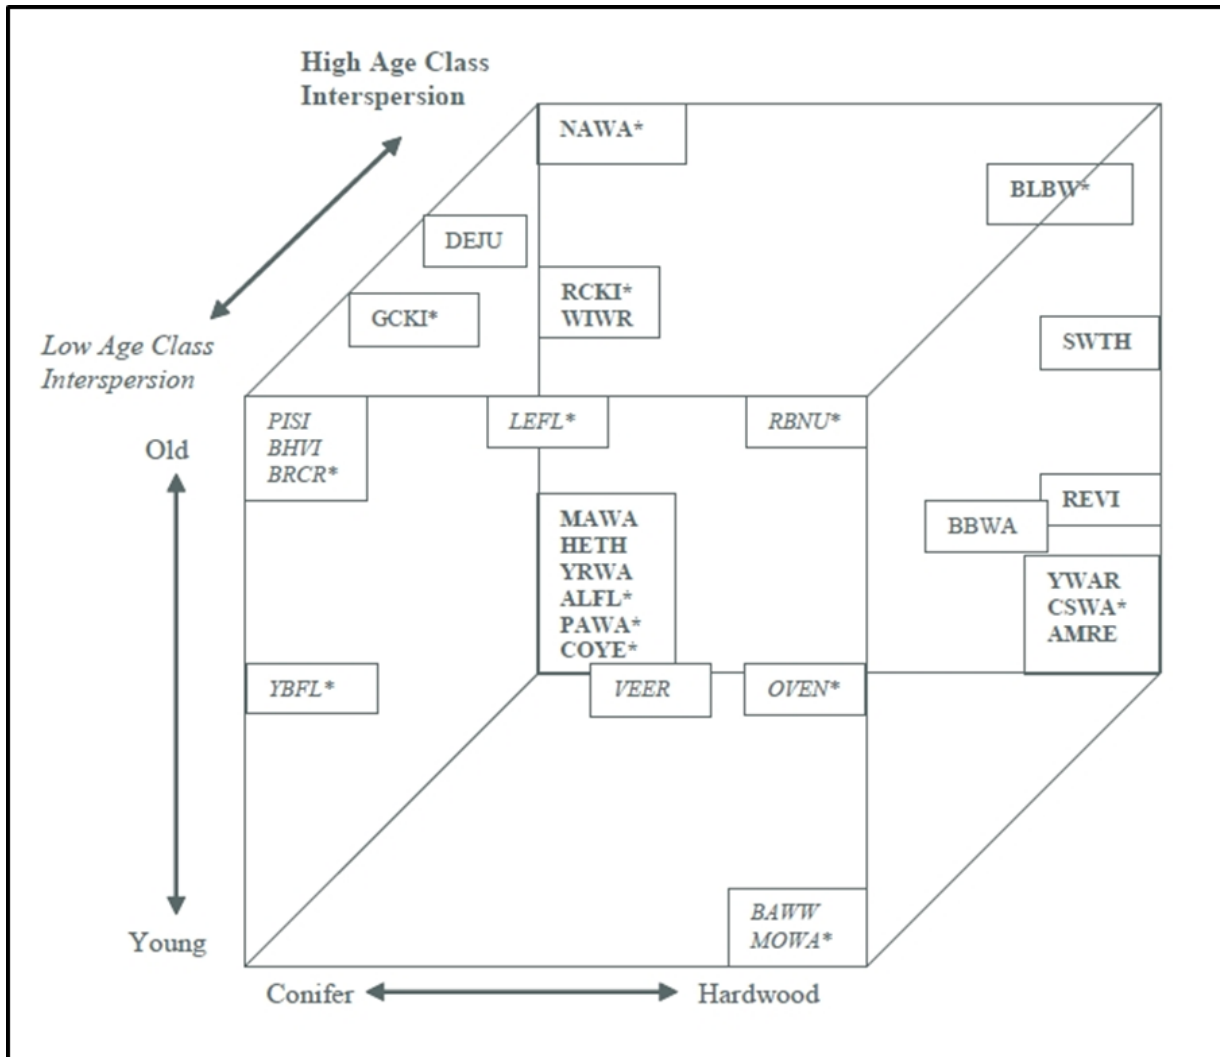 High Age Class
Interspersion
NAWA*
BLBW*
DEJU
RCKI*
WIWR
GCKI*
SWTH
Low Age Class
Interspersion
Old
PISI
BHVI
BRCR*
LEFL*
RBNU*
MAWA
HETH
YRWA
ALFL*
PAWA*
COYE*
REVI
BBWA
YWAR
CSWA*
AMRE
YBFL*
VEER
OVEN*
BAWW
MOWA*
Young
Conifer
Hardwood